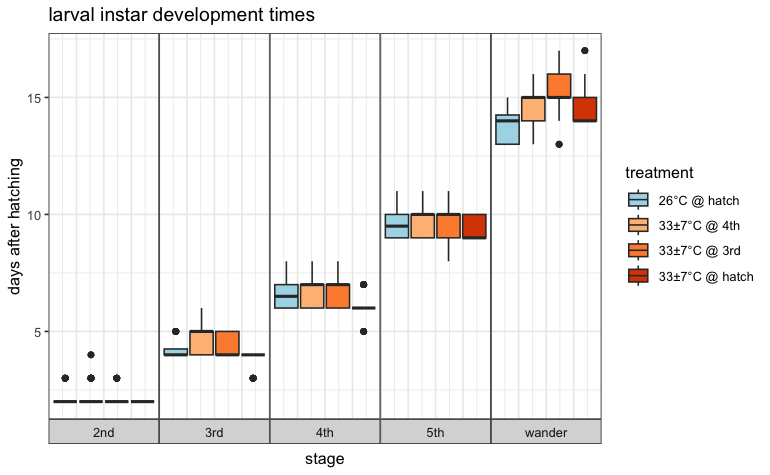 larval instar development times
days after hatching
15
10
5
2nd
3rd
4th
5th
wander
stage
treatment
26°C @ hatch
33±7°C @ 4th
33±7°C @ 3rd
33±7°C @ hatch